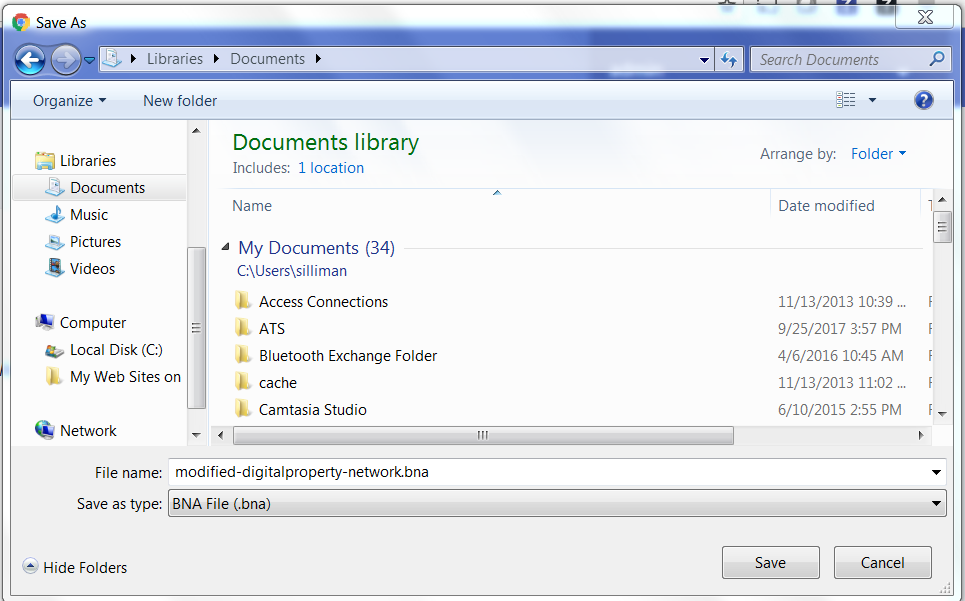 Save As
Libraries Documents
Search Documents
Organize New folder
Documents library
Includes: 1 location
Arrange by: Folder
Libraries
Documents
Music
Pictures
Videos
Computer
Local Disk (C:)
My Web Sites on
Network
Name Date modified
My Documents (34)
C:\Users\silliman
Access Connections 11/13/2013 10:39 ...
ATS 9/25/2017 3:57 PM
Bluetooth Exchange Folder 4/6/2016 10:45 AM
cache 11/13/2013 11:02 ...
Camtasia Studio 6/10/2015 2:55 PM
File name: modified-digitalproperty-network.bna
Save as type: BNA File (.bna)
Hide Folders
Save Cancel